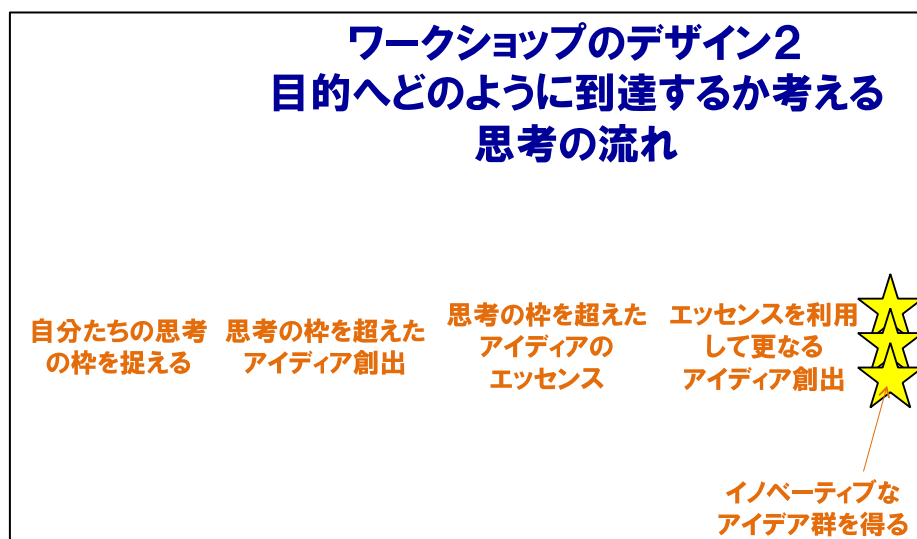 ワークショップのデザイン2
目的へどのように到達するか考える
思考の流れ
自分たちの思考
の枠を捉える
思考の枠を超えた
アイディア創出
思考の枠を超えた
アイディアの
エッセンス
エッセンスを利用
して更なる
アイディア創出
イノベーティブな
アイデア群を得る